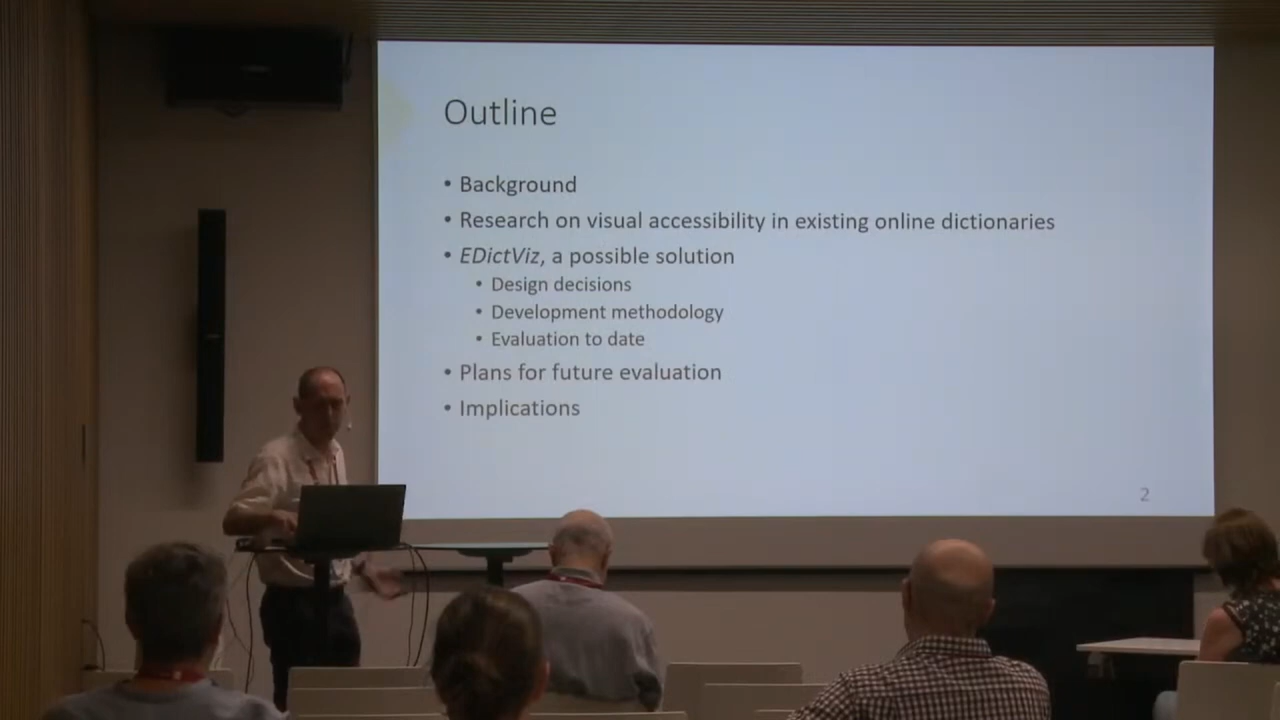 Outline
• Background
• Research on visual accessibility in existing online dictionaries
• EDictViz, a possible solution
• Design decisions
• Development methodology
• Evaluation to date
• Plans for future evaluation
• Implications
2